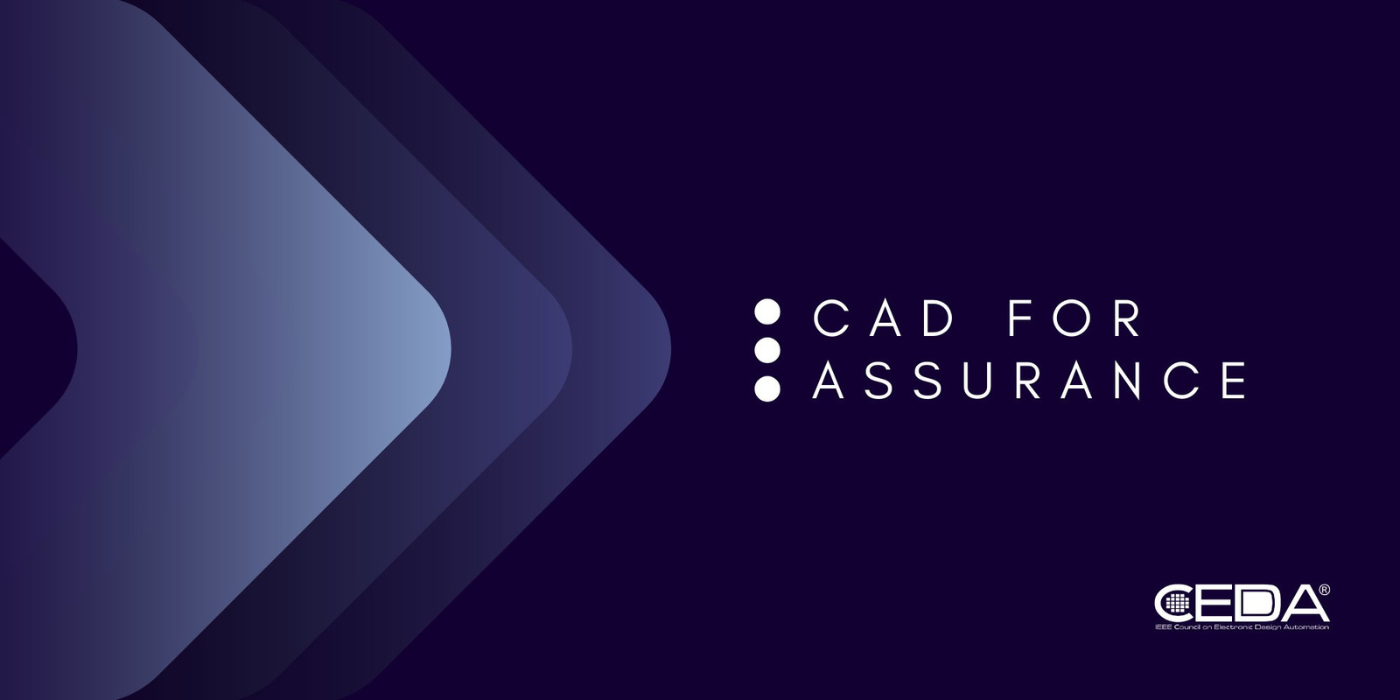 CAD FOR
ASSURANCE
CEDA®
IEEE Council on Electronic Design Automation